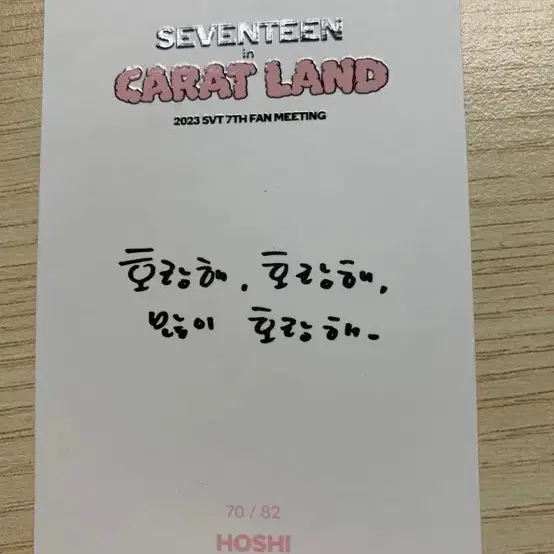 SEVENTEEN
in
CARAT LAND
2023 SVT 7TH FAN MEETING
호랑해, 호랑해,
많이 호랑해.
70 / 82
HOSHI